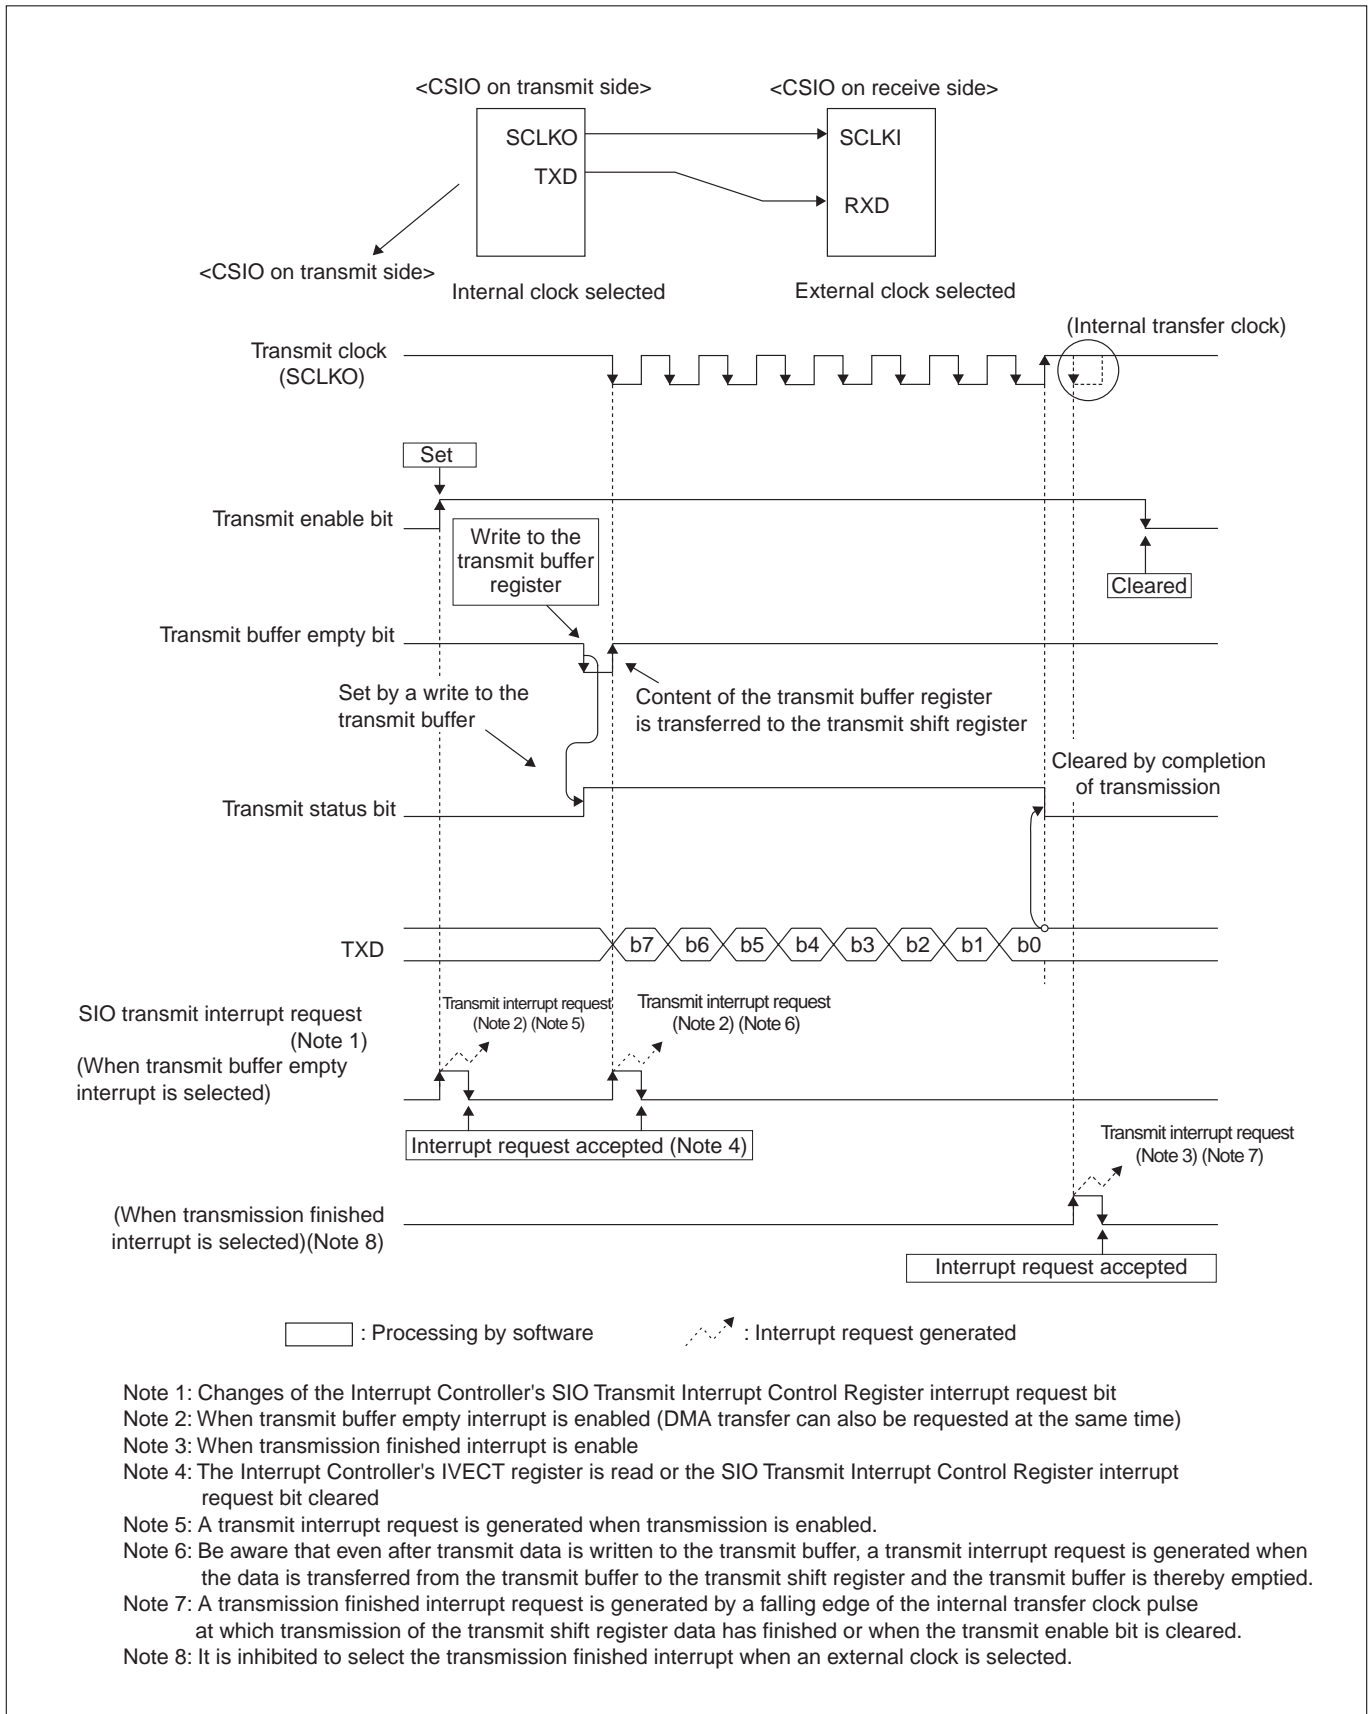 <CSIO on transmit side>
<CSIO on receive side>
SCLKO
SCLKI
TXD
RXD
<CSIO on transmit side>
Internal clock selected
External clock selected
(Internal transfer clock)
Transmit clock
(SCLKO)
Set
Transmit enable bit
Write to the
transmit buffer
register
Cleared
Transmit buffer empty bit
Set by a write to the
transmit buffer
Content of the transmit buffer register
is transferred to the transmit shift register
Cleared by completion
of transmission
Transmit status bit
TXD
b7 b6 b5 b4 b3 b2 b1 b0
SIO transmit interrupt request
(Note 1)
(When transmit buffer empty
interrupt is selected)
Transmit interrupt request
(Note 2) (Note 5)
Transmit interrupt request
(Note 2) (Note 6)
Interrupt request accepted (Note 4)
Transmit interrupt request
(Note 3) (Note 7)
(When transmission finished
interrupt is selected)(Note 8)
Interrupt request accepted
: Processing by software
: Interrupt request generated
Note 1: Changes of the Interrupt Controller's SIO Transmit Interrupt Control Register interrupt request bit
Note 2: When transmit buffer empty interrupt is enabled (DMA transfer can also be requested at the same time)
Note 3: When transmission finished interrupt is enable
Note 4: The Interrupt Controller's IVECT register is read or the SIO Transmit Interrupt Control Register interrupt
request bit cleared
Note 5: A transmit interrupt request is generated when transmission is enabled.
Note 6: Be aware that even after transmit data is written to the transmit buffer, a transmit interrupt request is generated when
the data is transferred from the transmit buffer to the transmit shift register and the transmit buffer is thereby emptied.
Note 7: A transmission finished interrupt request is generated by a falling edge of the internal transfer clock pulse
at which transmission of the transmit shift register data has finished or when the transmit enable bit is cleared.
Note 8: It is inhibited to select the transmission finished interrupt when an external clock is selected.